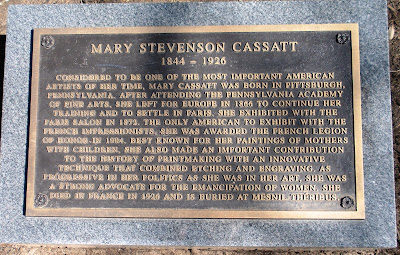 MARY STEVENSON CASSATT
1844 - 1926
CONSIDERED TO BE ONE OF THE MOST IMPORTANT AMERICAN
ARTISTS OF HER TIME, MARY CASSATT WAS BORN IN PITTSBURGH,
PENNSYLVANIA. AFTER ATTENDING THE PENNSYLVANIA ACADEMY
OF FINE ARTS, SHE LEFT FOR EUROPE IN 1866 TO CONTINUE HER
TRAINING AND TO SETTLE IN PARIS. SHE EXHIBITED WITH THE
PARIS SALON IN 1872. THE ONLY AMERICAN TO EXHIBIT WITH THE
FRENCH IMPRESSIONISTS, SHE WAS AWARDED THE FRENCH LEGION
OF HONOR IN 1904. BEST KNOWN FOR HER PAINTINGS OF MOTHERS
WITH CHILDREN, SHE ALSO MADE AN IMPORTANT CONTRIBUTION
TO THE HISTORY OF PRINTMAKING WITH AN INNOVATIVE
TECHNIQUE THAT COMBINED ETCHING AND ENGRAVING. AS
PROGRESSIVE IN HER POLITICS AS SHE WAS IN HER ART, SHE WAS
A STRONG ADVOCATE FOR THE EMANCIPATION OF WOMEN. SHE
DIED IN FRANCE IN 1926 AND IS BURIED AT MESNIL-THERIBUS